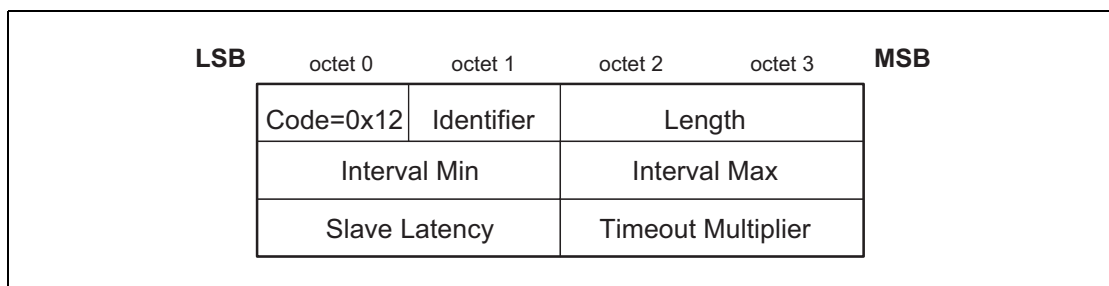 LSB octet 0 octet 1 octet 2 octet 3 MSB
Code=0x12 Identifier Length
Interval Min Interval Max
Slave Latency Timeout Multiplier